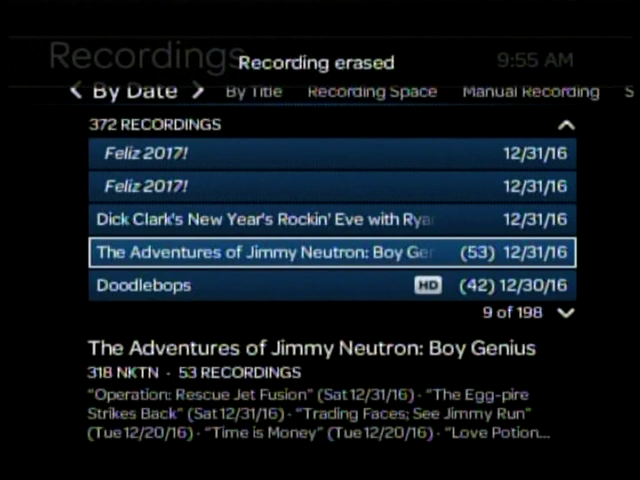 Recordings
Recording erased
9:55 AM
By Date
By Title
Recording Space
Manual Recording
S
372 RECORDINGS
Feliz 2017! 12/31/16
Feliz 2017! 12/31/16
Dick Clark's New Year's Rockin' Eve with Ryan 12/31/16
The Adventures of Jimmy Neutron: Boy Gen (53) 12/31/16
Doodlebops HD (42) 12/30/16
9 of 198
The Adventures of Jimmy Neutron: Boy Genius
318 NKTN · 53 RECORDINGS
"Operation: Rescue Jet Fusion" (Sat 12/31/16) · "The Egg-pire
Strikes Back" (Sat 12/31/16) · "Trading Faces; See Jimmy Run"
(Tue 12/20/16) · "Time is Money" (Tue 12/20/16) · "Love Potion...